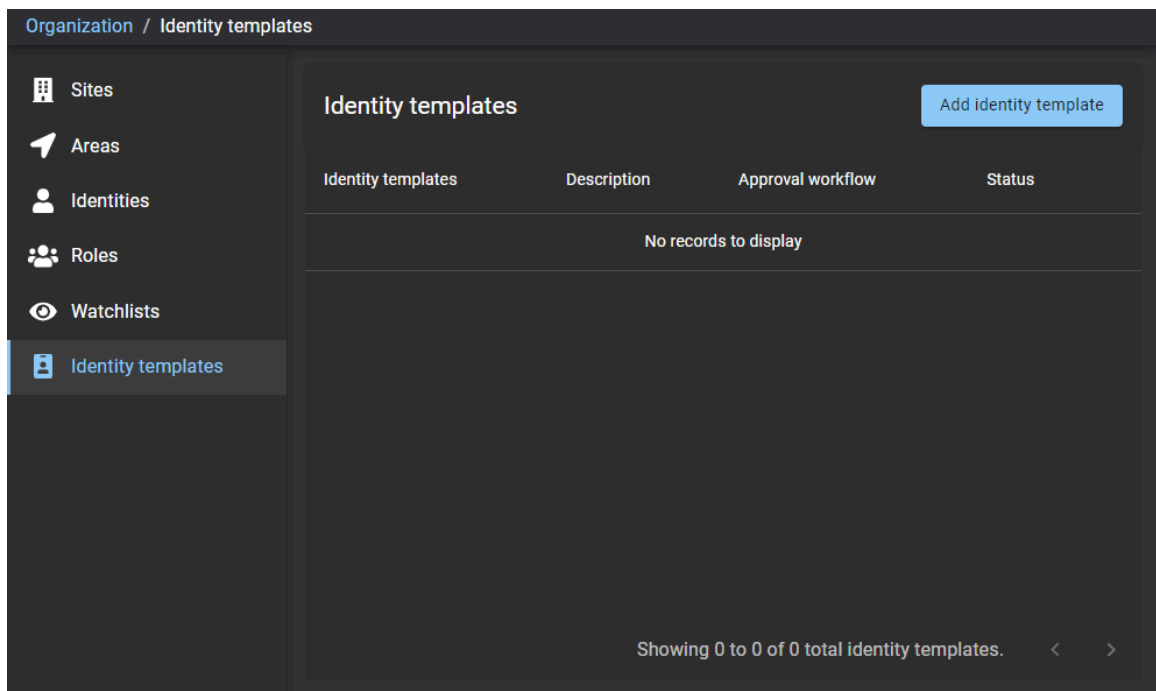 Organization / Identity templates
Sites
Areas
Identities
Roles
Watchlists
Identity templates
Identity templates
Add identity template
Identity templates Description Approval workflow Status
No records to display
Showing 0 to 0 of 0 total identity templates. < >